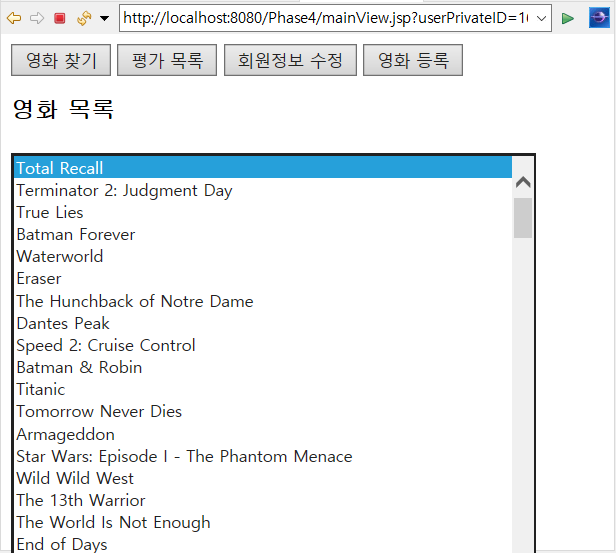 http://localhost:8080/Phase4/mainView.jsp?userPrivateID=16
영화 찾기 평가 목록 회원정보 수정 영화 등록
영화 목록
Total Recall
Terminator 2: Judgment Day
True Lies
Batman Forever
Waterworld
Eraser
The Hunchback of Notre Dame
Dantes Peak
Speed 2: Cruise Control
Batman & Robin
Titanic
Tomorrow Never Dies
Armageddon
Star Wars: Episode I - The Phantom Menace
Wild Wild West
The 13th Warrior
The World Is Not Enough
End of Days